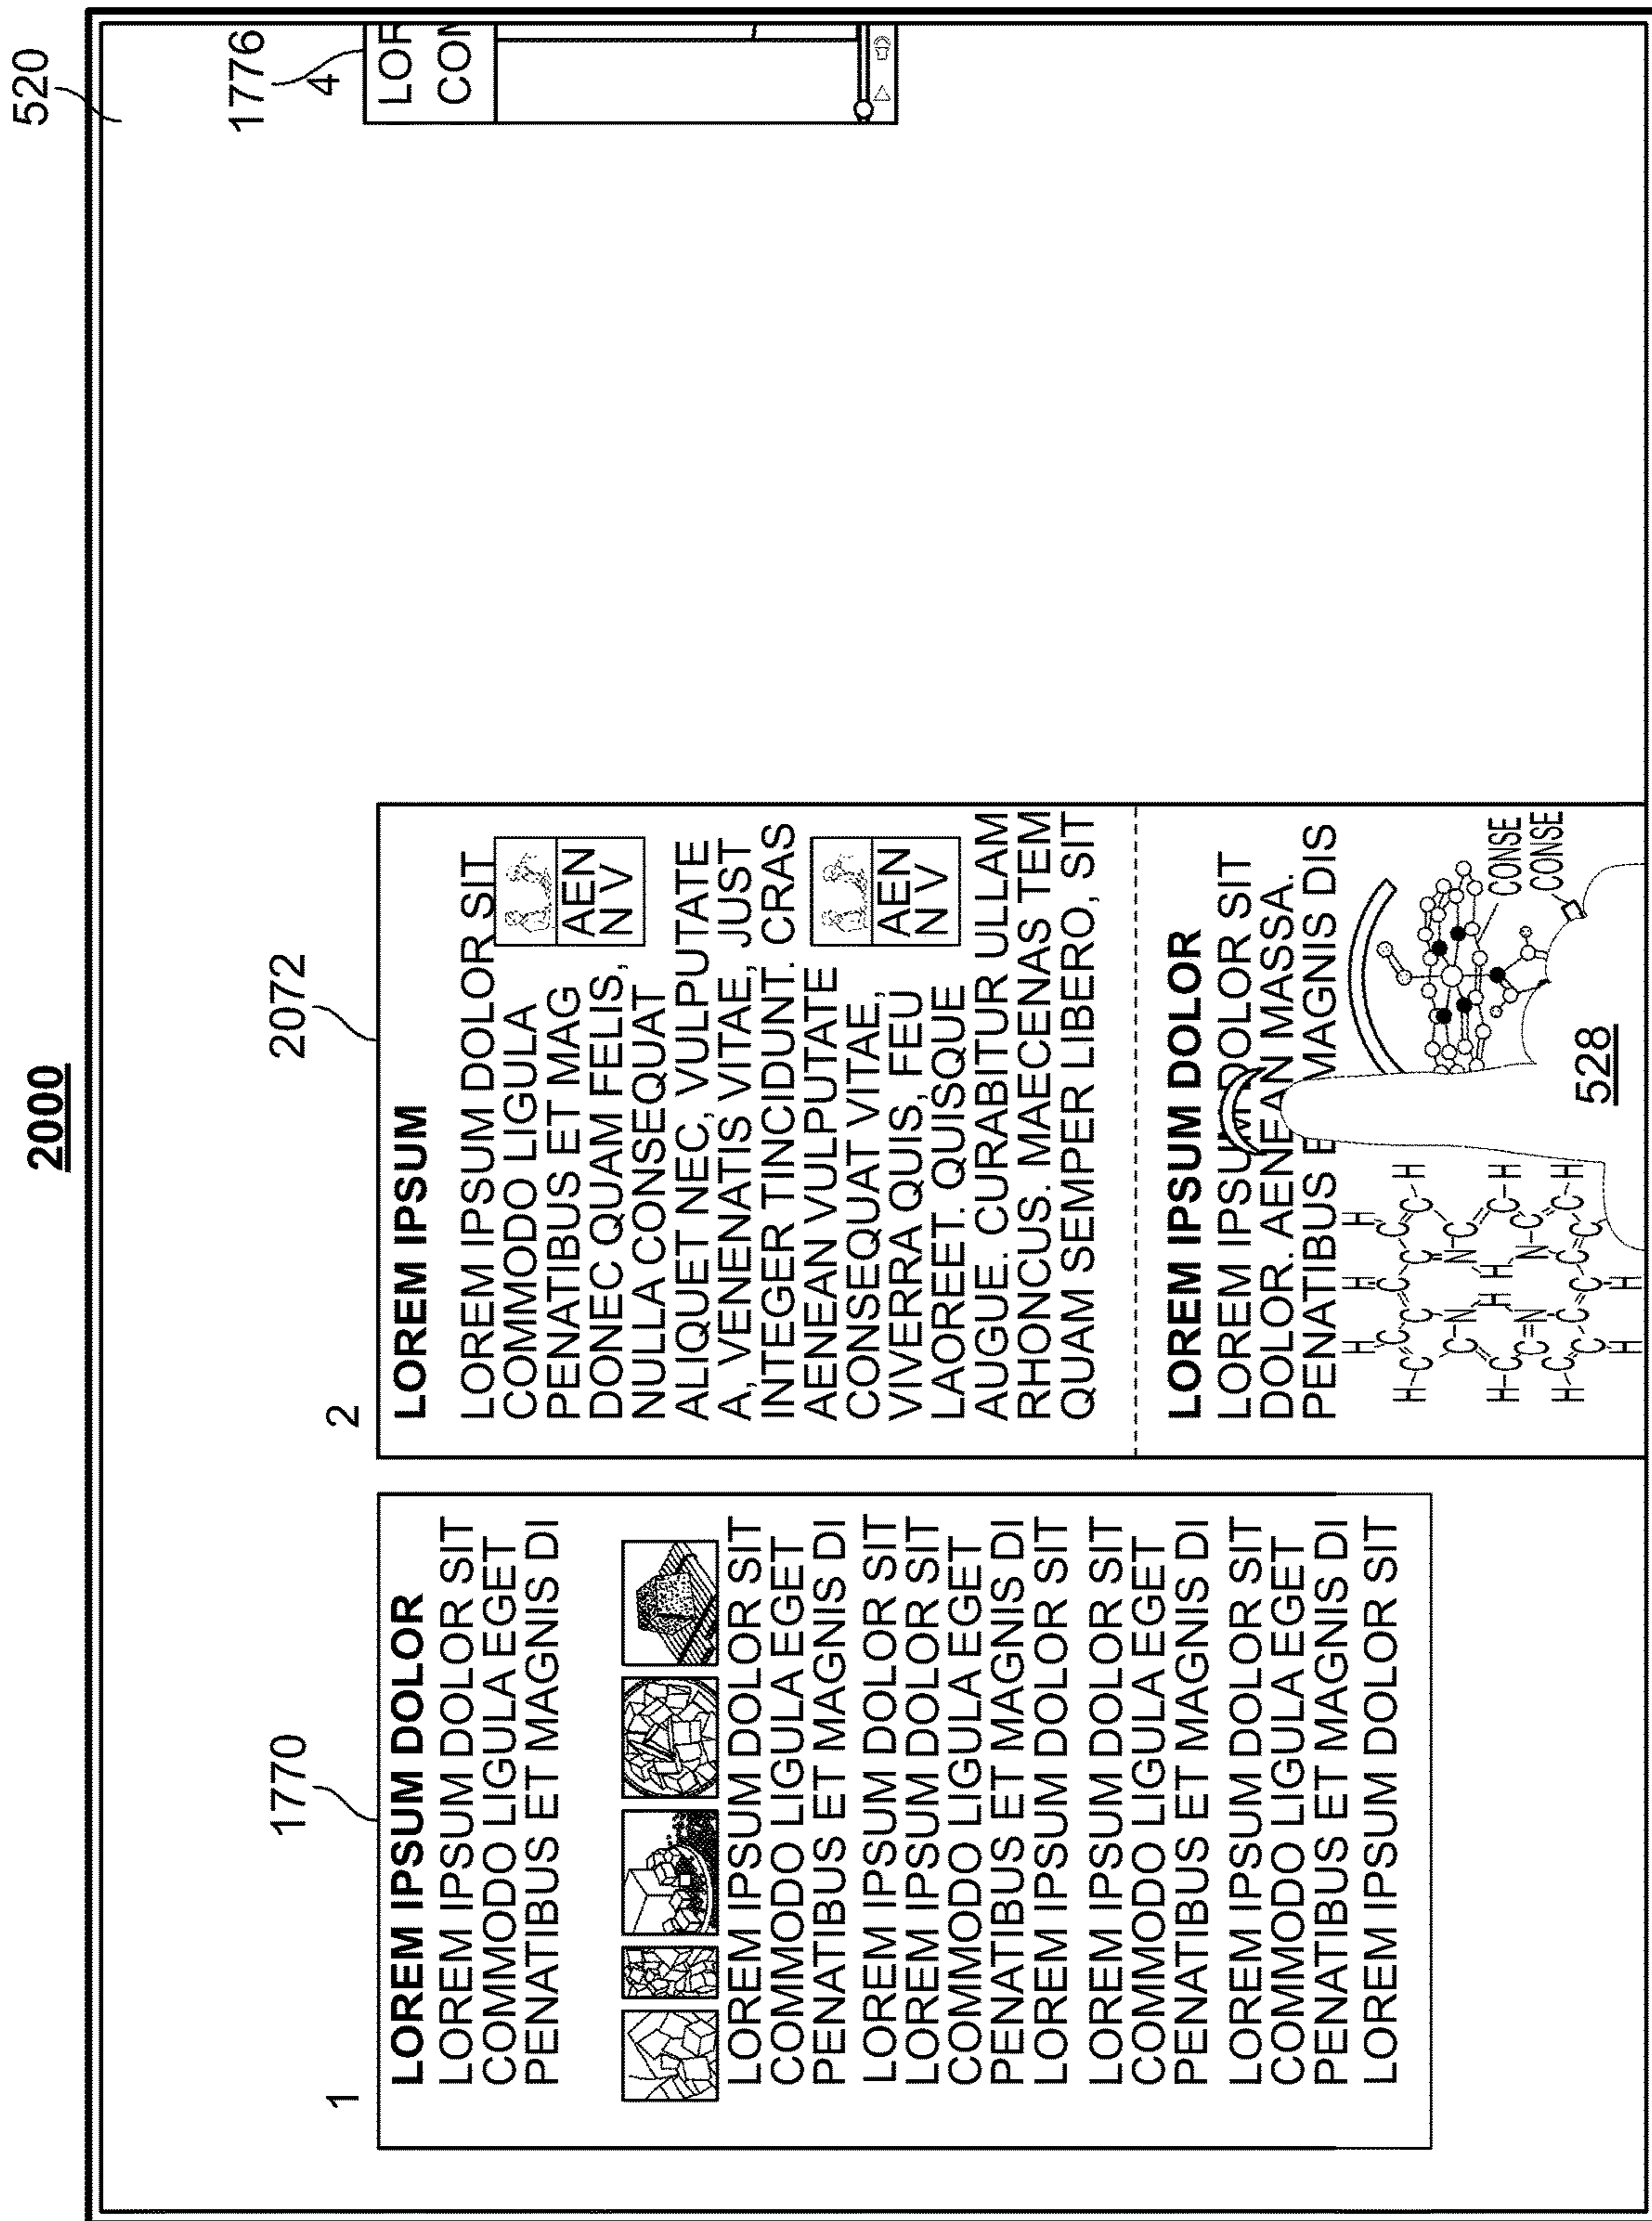 2000
520
1770
1
LOREM IPSUM DOLOR
LOREM IPSUM DOLOR SIT
COMMODO LIGULA EGET
PENATIBUS ET MAGNIS DI
LOREM IPSUM DOLOR SIT
COMMODO LIGULA EGET
PENATIBUS ET MAGNIS DI
LOREM IPSUM DOLOR SIT
LOREM IPSUM DOLOR SIT
COMMODO LIGULA EGET
PENATIBUS ET MAGNIS DI
LOREM IPSUM DOLOR SIT
LOREM IPSUM DOLOR SIT
COMMODO LIGULA EGET
PENATIBUS ET MAGNIS DI
LOREM IPSUM DOLOR SIT
COMMODO LIGULA EGET
PENATIBUS ET MAGNIS DI
LOREM IPSUM DOLOR SIT
2072
2
LOREM IPSUM
LOREM IPSUM DOLOR SIT
COMMODO LIGULA
PENATIBUS ET MAG
DONEC QUAM FELIS,
NULLA CONSEQUAT
AEN
N V
ALIQUET NEC, VULPUTATE
A, VENENATIS VITAE, JUST
INTEGER TINCIDUNT. CRAS
AENEAN VULPUTATE
CONSEQUAT VITAE,
VIVERRA QUIS, FEU
LAOREET. QUISQUE
AEN
N V
AUGUE. CURABITUR ULLAM
RHONCUS. MAECENAS TEM
QUAM SEMPER LIBERO, SIT
LOREM IPSUM DOLOR
LOREM IPSUM DOLOR SIT
DOLOR. AENEAN MASSA.
PENATIBUS E MAGNIS DIS
CONSE
CONSE
528
1776
4
LOR
CON